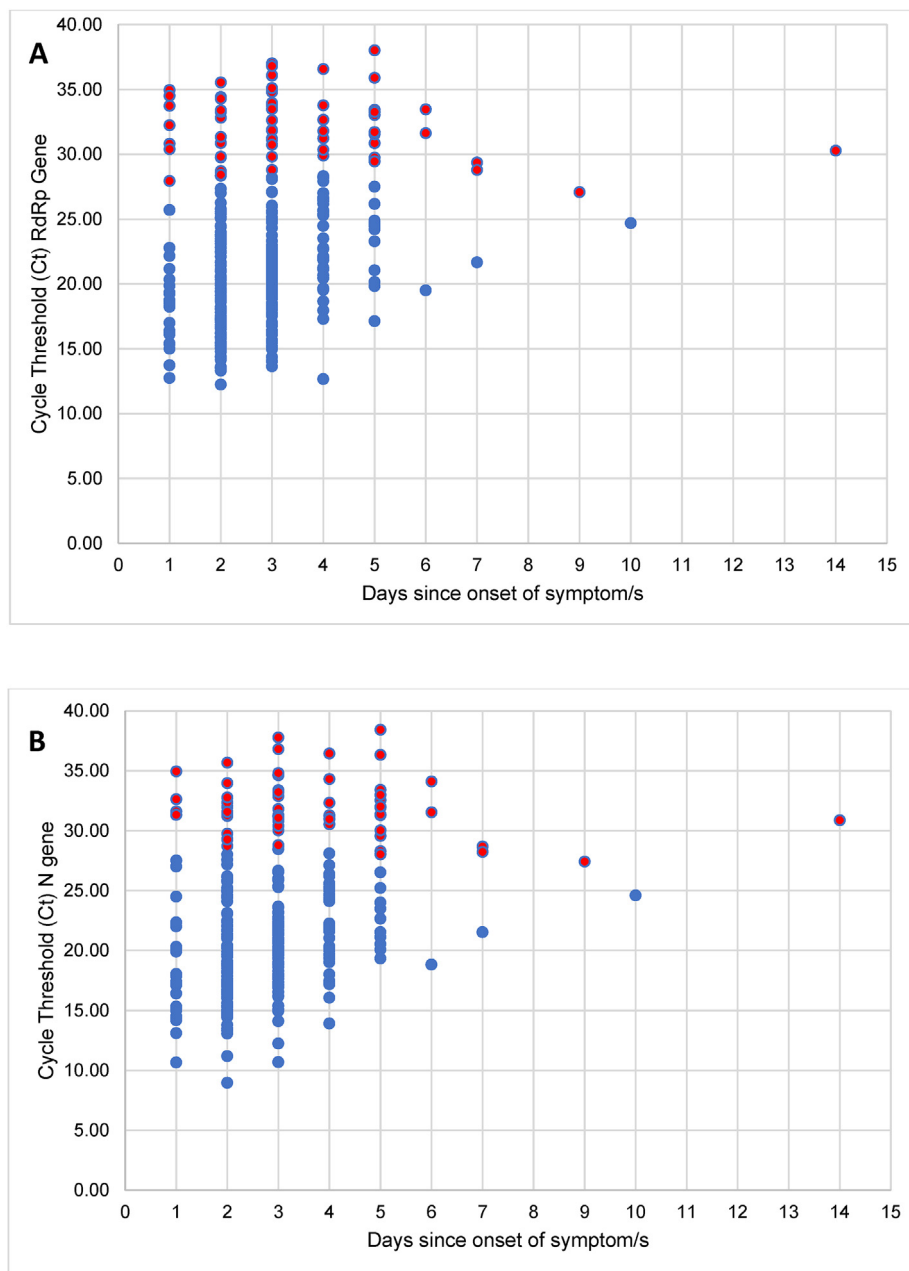 A
40.00
35.00
30.00
25.00
20.00
15.00
10.00
5.00
0.00
Cycle Threshold (Ct) RdRp Gene
0 1 2 3 4 5 6 7 8 9 10 11 12 13 14 15
Days since onset of symptom/s
B
40.00
35.00
30.00
25.00
20.00
15.00
10.00
5.00
0.00
Cycle Threshold (Ct) N gene
0 1 2 3 4 5 6 7 8 9 10 11 12 13 14 15
Days since onset of symptom/s